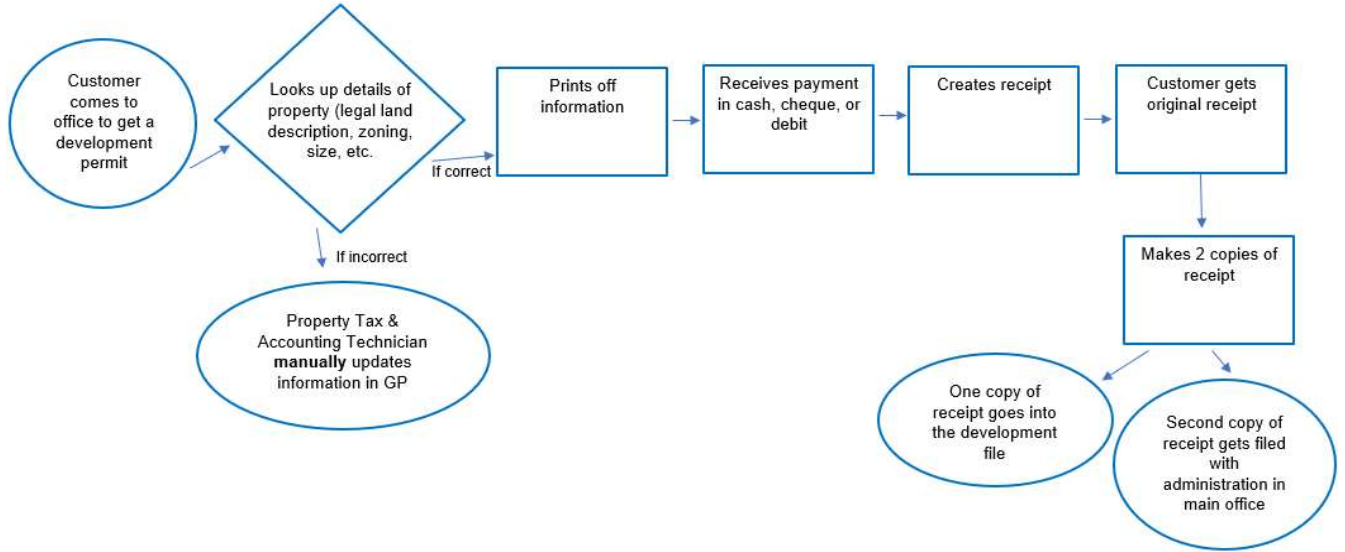 Customer
comes to
office to get a
development
permit
Looks up details of
property (legal land
description, zoning,
size, etc.
If correct
Prints off
information
Receives payment
in cash, cheque, or
debit
Creates receipt
Customer gets
original receipt
If incorrect
Property Tax &
Accounting Technician
manually updates
information in GP
Makes 2 copies of
receipt
One copy of
receipt goes into
the development
file
Second copy of
receipt gets filed
with
administration in
main office